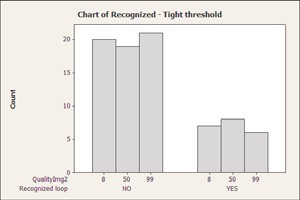 Chart of Recognized - Tight threshold
Count
20
15
10
5
0
QualityImg2 8 50 99 8 50 99
Recognized loop NO YES